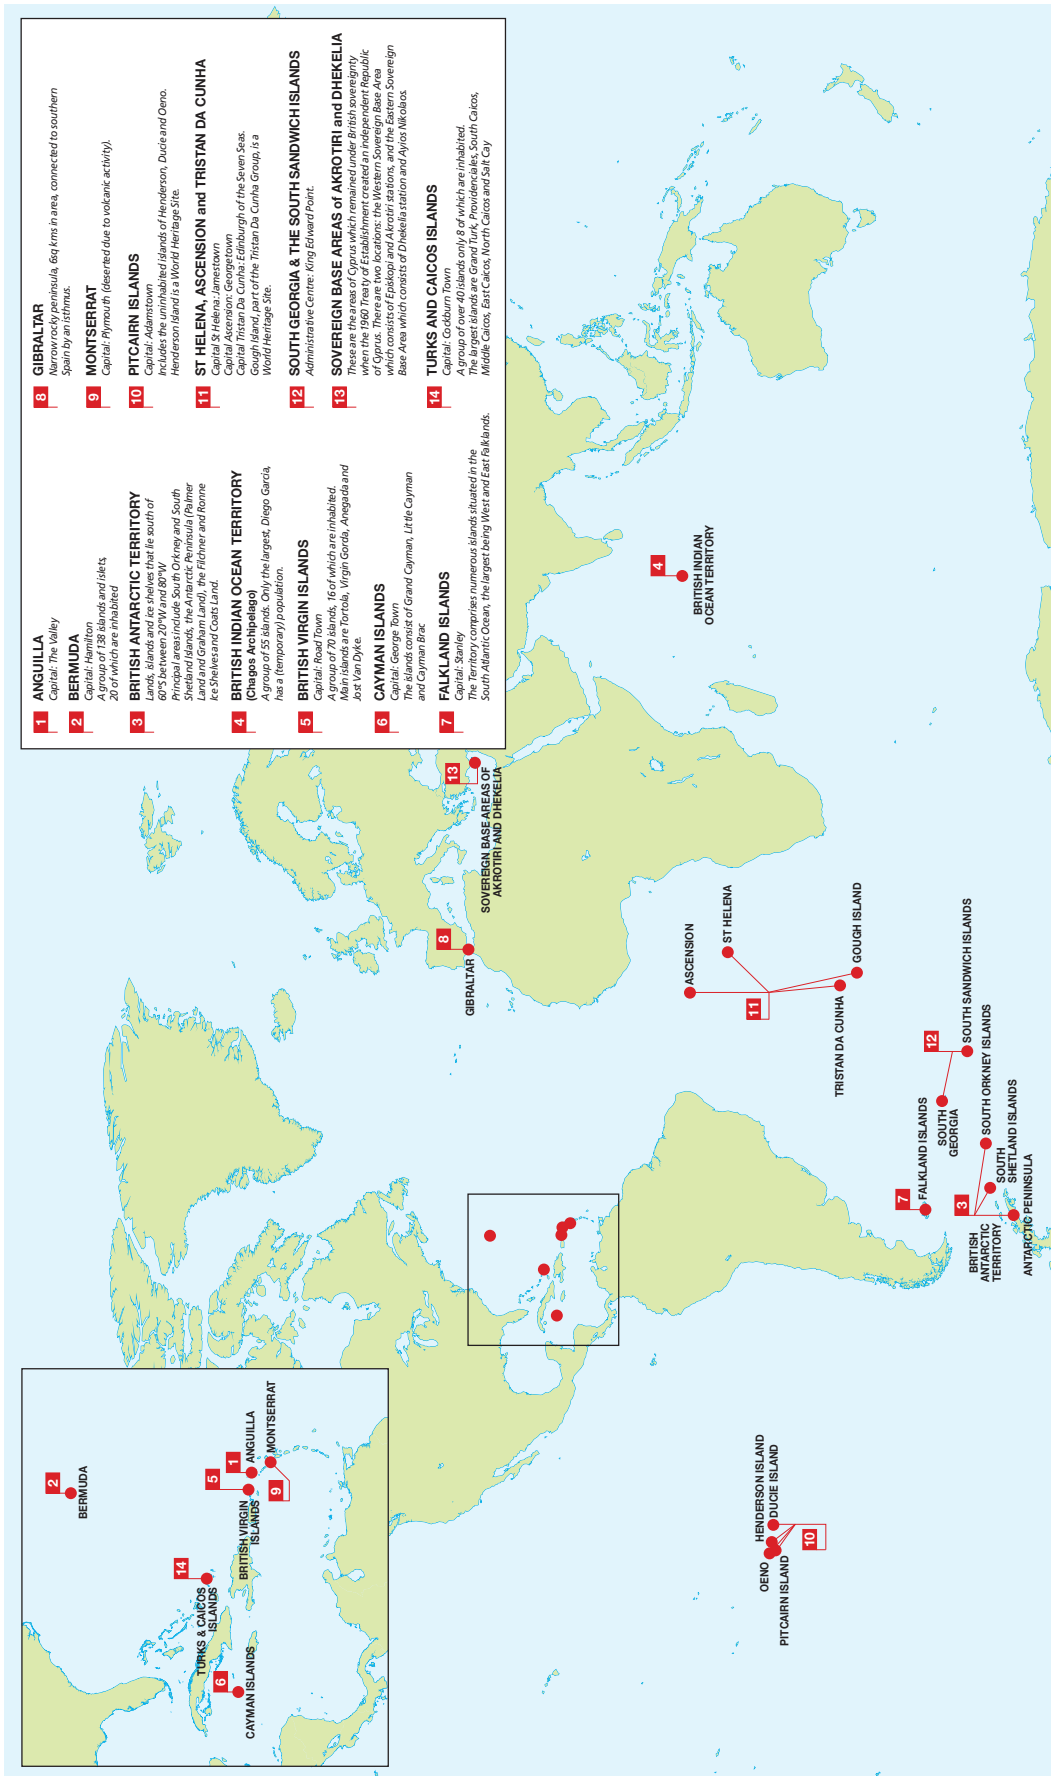 1 ANGUILLA
Capital: The Valley
2 BERMUDA
Capital: Hamilton
A group of 138 islands and islets,
20 of which are inhabited
3 BRITISH ANTARCTIC TERRITORY
Lands, islands and ice shelves that lie south of
60°S between 20°W and 80°W
Principal areas include South Orkney and South
Shetland Islands, the Antarctic Peninsula (Palmer
Land and Graham Land), the Filchner and Ronne
Ice Shelves and Coats Land.
4 BRITISH INDIAN OCEAN TERRITORY
(Chagos Archipelago)
A group of 55 islands. Only the largest, Diego Garcia,
has a (temporary) population.
5 BRITISH VIRGIN ISLANDS
Capital: Road Town
A group of 70 islands, 16 of which are inhabited.
Main islands are Tortola, Virgin Gorda, Anegada and
Jost Van Dyke.
6 CAYMAN ISLANDS
Capital: George Town
The islands consist of Grand Cayman, Little Cayman
and Cayman Brac
7 FALKLAND ISLANDS
Capital: Stanley
The Territory comprises numerous islands situated in the
South Atlantic Ocean, the largest being West and East Falklands.
8 GIBRALTAR
Narrow rocky peninsula, 6sq kms in area, connected to southern
Spain by an isthmus.
9 MONTSERRAT
Capital: Plymouth (deserted due to volcanic activity).
10 PITCAIRN ISLANDS
Capital: Adamstown
Includes the uninhabited islands of Henderson, Ducie and Oeno.
Henderson Island is a World Heritage Site.
11 ST HELENA, ASCENSION and TRISTAN DA CUNHA
Capital St Helena: Jamestown
Capital Ascension: Georgetown
Capital Tristan Da Cunha: Edinburgh of the Seven Seas.
Gough Island, part of the Tristan Da Cunha Group, is a
World Heritage Site.
12 SOUTH GEORGIA & THE SOUTH SANDWICH ISLANDS
Administrative Centre: King Edward Point.
13 SOVEREIGN BASE AREAS of AKROTIRI and DHEKELIA
These are the areas of Cyprus which remained under British sovereignty
when the 1960 Treaty of Establishment created an independent Republic
of Cyprus. There are two locations: the Western Sovereign Base Area
which consists of Episkopi and Akrotiri stations, and the Eastern Sovereign
Base Area which consists of Dhekelia station and Ayios Nikolaos.
14 TURKS AND CAICOS ISLANDS
Capital: Cockburn Town
A group of over 40 islands only 8 of which are inhabited.
The largest islands are Grand Turk, Providenciales, South Caicos,
Middle Caicos, East Caicos, North Caicos and Salt Cay
2
BERMUDA
14
TURKS & CAICOS
ISLANDS
5
BRITISH VIRGIN
ISLANDS
1
ANGUILLA
9
MONTSERRAT
6
CAYMAN ISLANDS
8
GIBRALTAR
13
SOVEREIGN BASE AREAS OF
AKROTIRI AND DHEKELIA
4
BRITISH INDIAN
OCEAN TERRITORY
11
ASCENSION
ST HELENA
TRISTAN DA CUNHA
GOUGH ISLAND
10
OENO
HENDERSON ISLAND
DUCIE ISLAND
PITCAIRN ISLAND
7
FALKLAND ISLANDS
12
SOUTH
GEORGIA
SOUTH SANDWICH ISLANDS
3
BRITISH
ANTARCTIC
TERRITORY
SOUTH ORKNEY ISLANDS
SOUTH
SHETLAND ISLANDS
ANTARCTIC PENINSULA